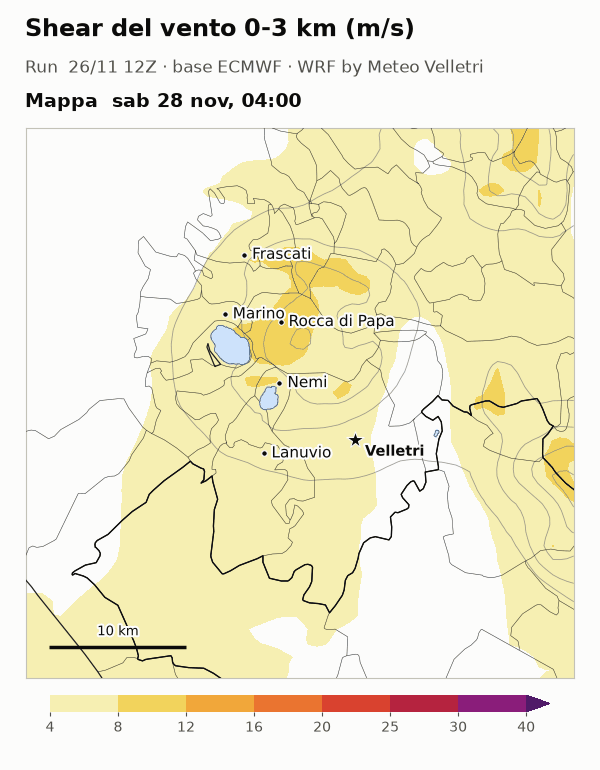 Shear del vento 0-3 km (m/s)
Run  26/11 12Z · base ECMWF · WRF by Meteo Velletri
Mappa  sab 28 nov, 04:00
Frascati
Marino
Rocca di Papa
Nemi
Velletri
Lanuvio
10 km
4 8 12 16 20 25 30 40